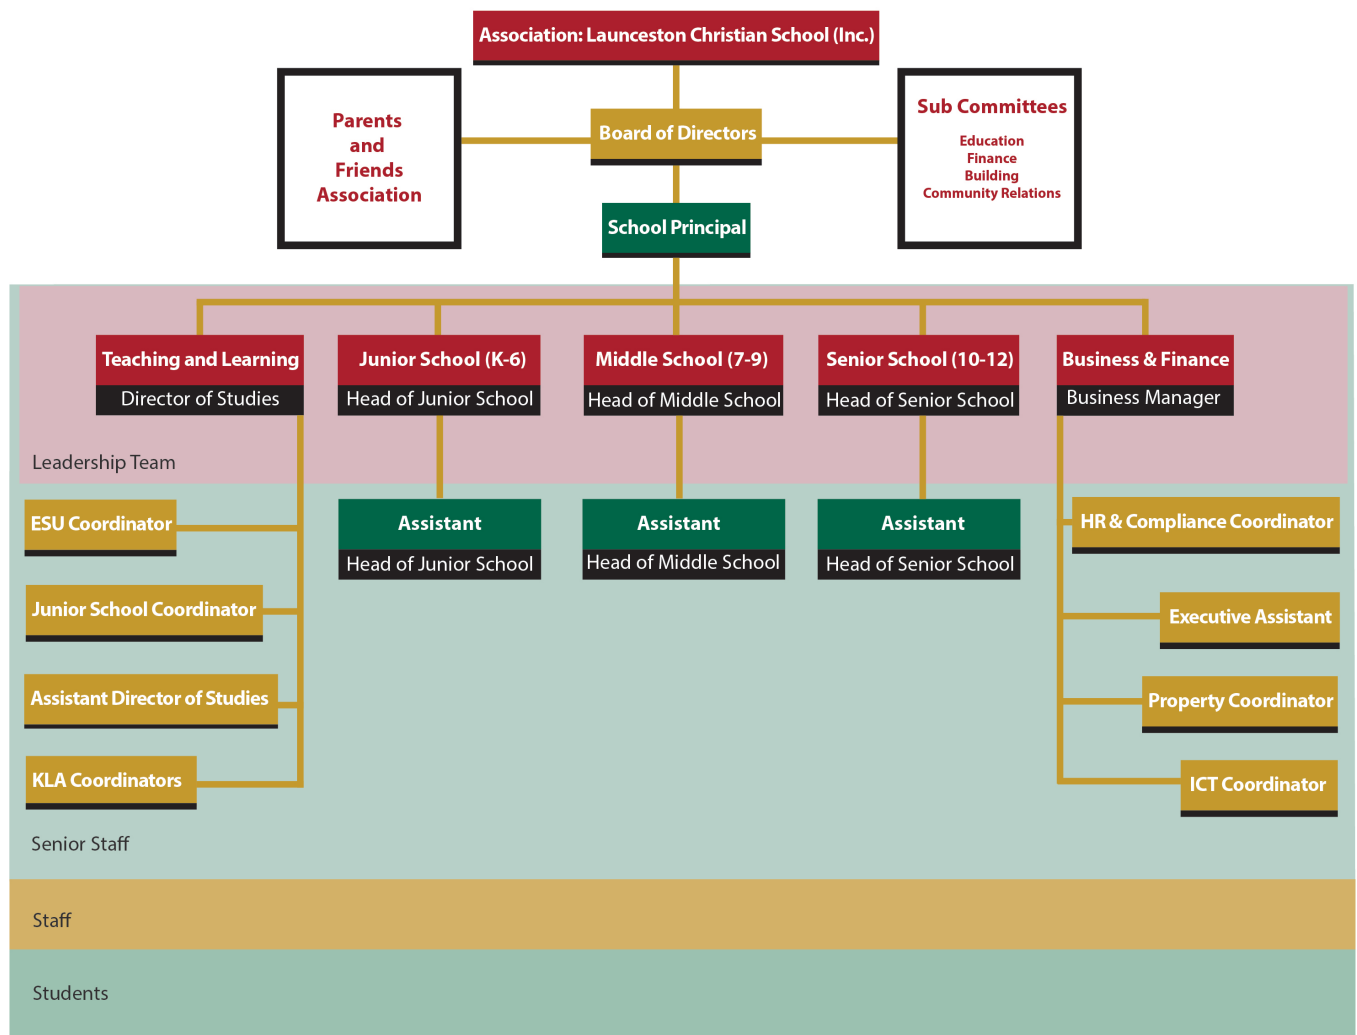 Association: Launceston Christian School (Inc.)
Parents
and
Friends
Association
Board of Directors
Sub Committees
Education
Finance
Building
Community Relations
School Principal
Teaching and Learning
Director of Studies
Junior School (K-6)
Head of Junior School
Middle School (7-9)
Head of Middle School
Senior School (10-12)
Head of Senior School
Business & Finance
Business Manager
Leadership Team
ESU Coordinator
Junior School Coordinator
Assistant Director of Studies
KLA Coordinators
Assistant
Head of Junior School
Assistant
Head of Middle School
Assistant
Head of Senior School
HR & Compliance Coordinator
Executive Assistant
Property Coordinator
ICT Coordinator
Senior Staff
Staff
Students